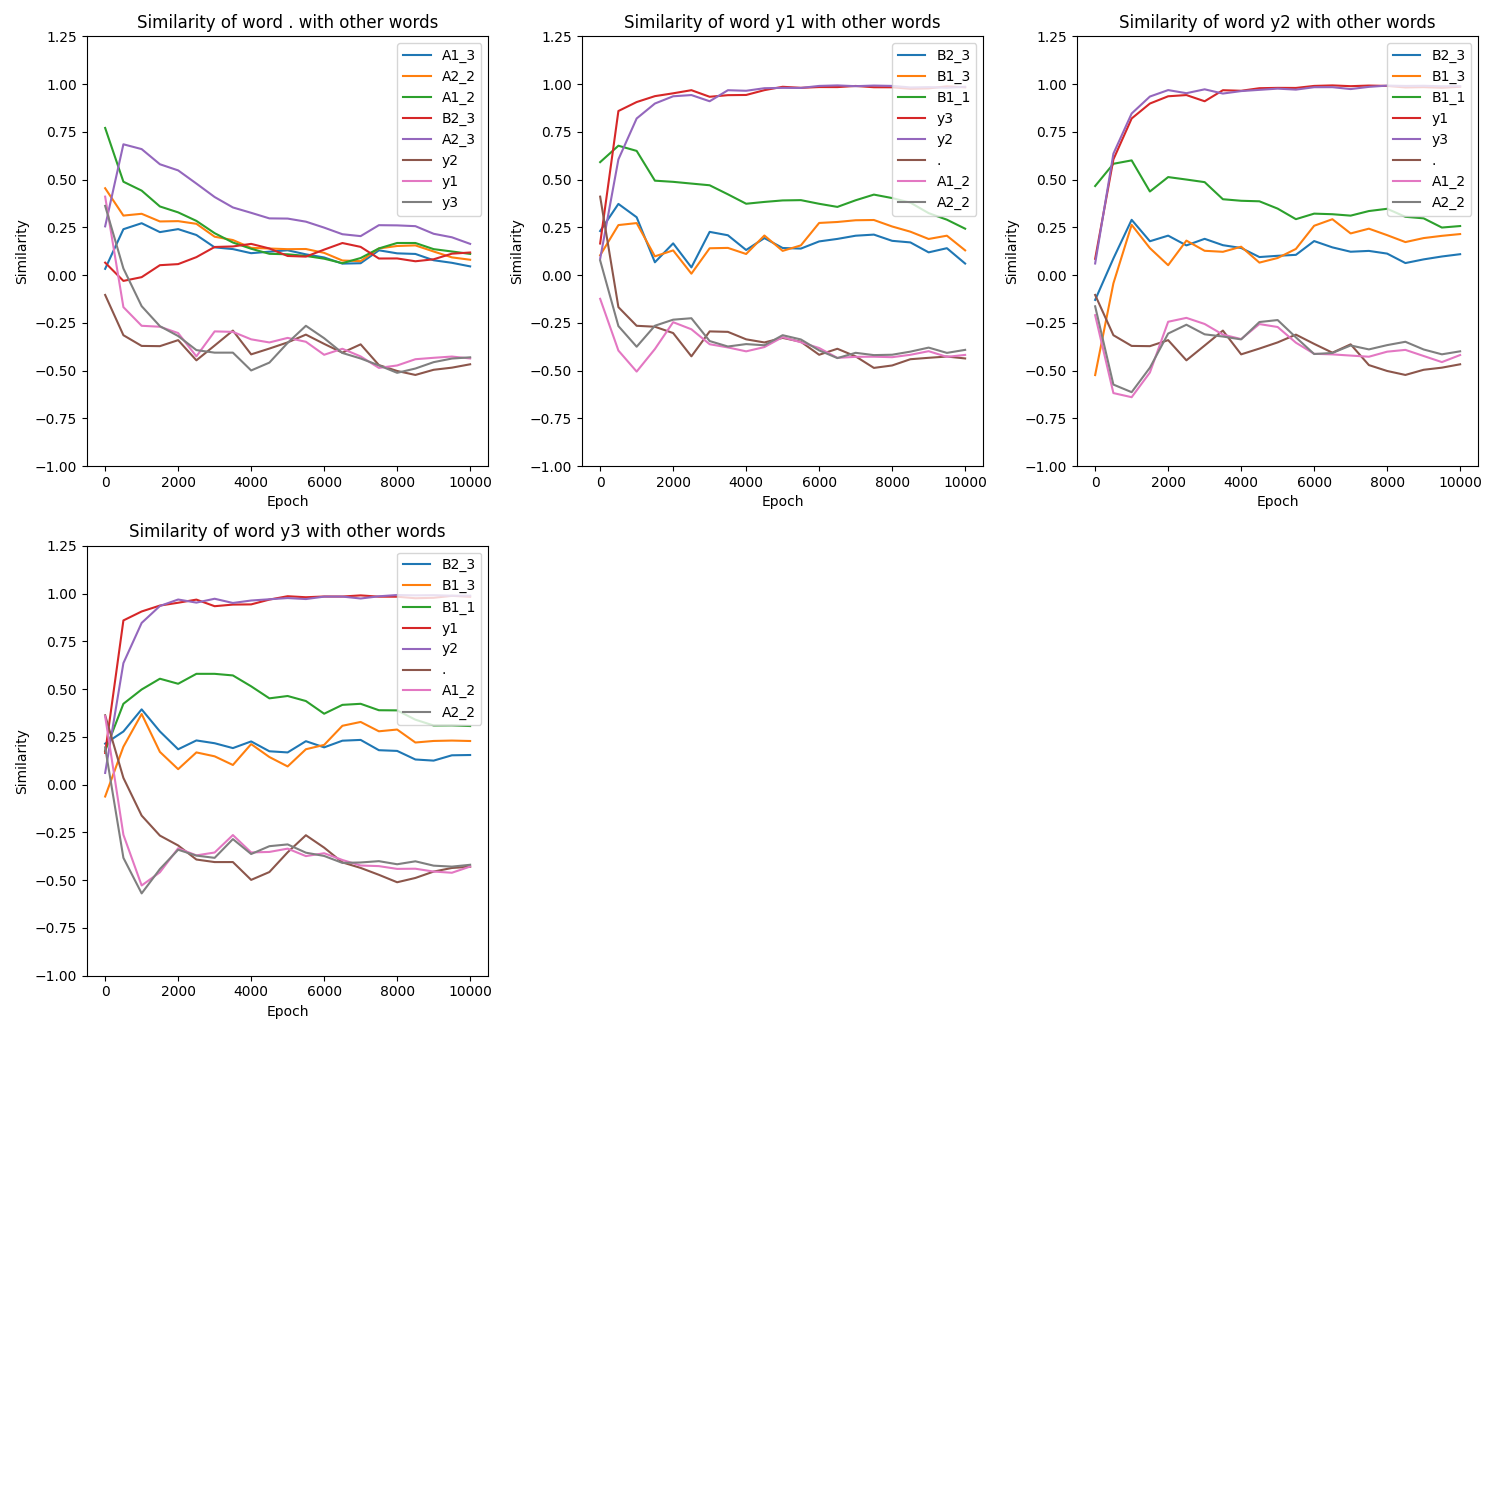 Similarity of word . with other words
1.25
1.00
0.75
0.50
0.25
0.00
−0.25
−0.50
−0.75
−1.00
Similarity
0 2000 4000 6000 8000 10000
Epoch
A1_3
A2_2
A1_2
B2_3
A2_3
y2
y1
y3
Similarity of word y1 with other words
1.25
1.00
0.75
0.50
0.25
0.00
−0.25
−0.50
−0.75
−1.00
Similarity
0 2000 4000 6000 8000 10000
Epoch
B2_3
B1_3
B1_1
y3
y2
.
A1_2
A2_2
Similarity of word y2 with other words
1.25
1.00
0.75
0.50
0.25
0.00
−0.25
−0.50
−0.75
−1.00
Similarity
0 2000 4000 6000 8000 10000
Epoch
B2_3
B1_3
B1_1
y1
y3
.
A1_2
A2_2
Similarity of word y3 with other words
1.25
1.00
0.75
0.50
0.25
0.00
−0.25
−0.50
−0.75
−1.00
Similarity
0 2000 4000 6000 8000 10000
Epoch
B2_3
B1_3
B1_1
y1
y2
.
A1_2
A2_2